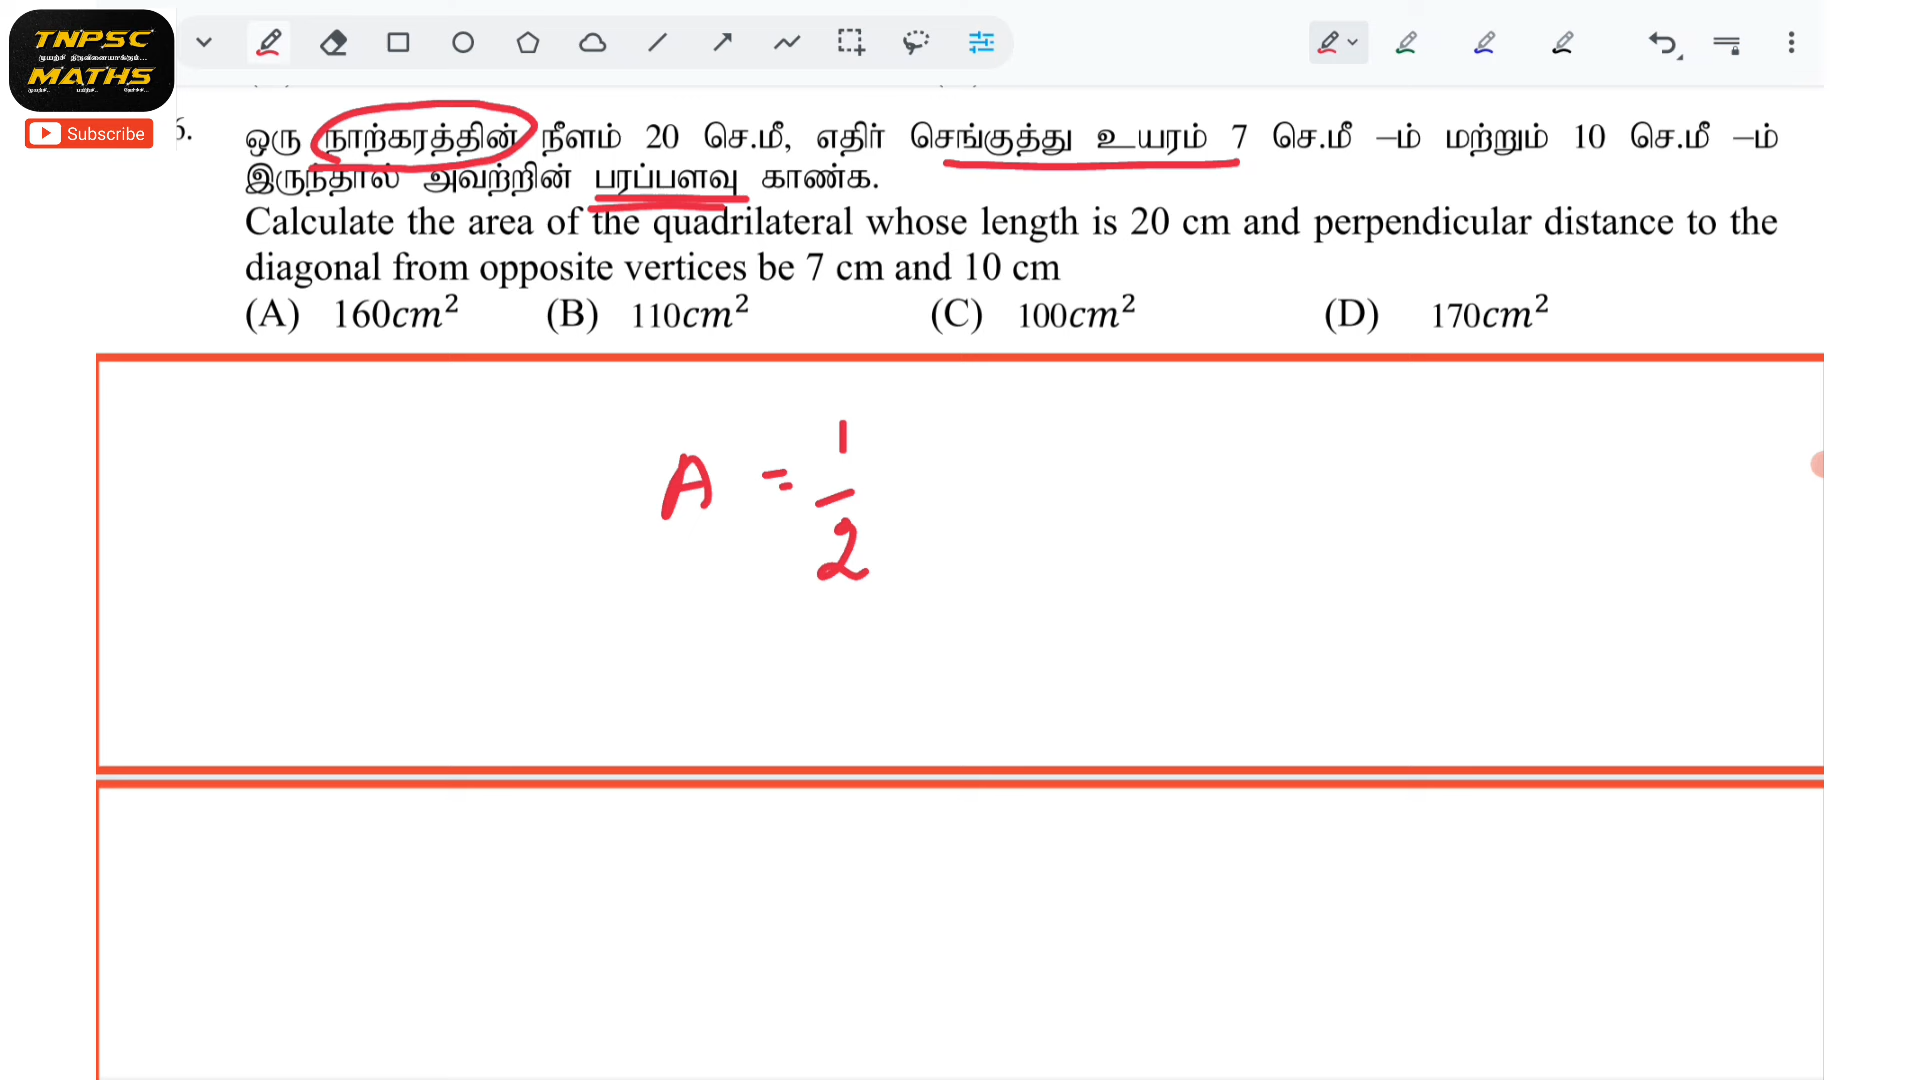 TNPSC
MATHS
Subscribe
6. ஒரு நாற்கரத்தின் நீளம் 20 செ.மீ, எதிர் செங்குத்து உயரம் 7 செ.மீ –ம் மற்றும் 10 செ.மீ –ம்
இருந்தால் அவற்றின் பரப்பளவு காண்க.
Calculate the area of the quadrilateral whose length is 20 cm and perpendicular distance to the
diagonal from opposite vertices be 7 cm and 10 cm
(A) 160cm² (B) 110cm² (C) 100cm² (D) 170cm²
A = 1/2